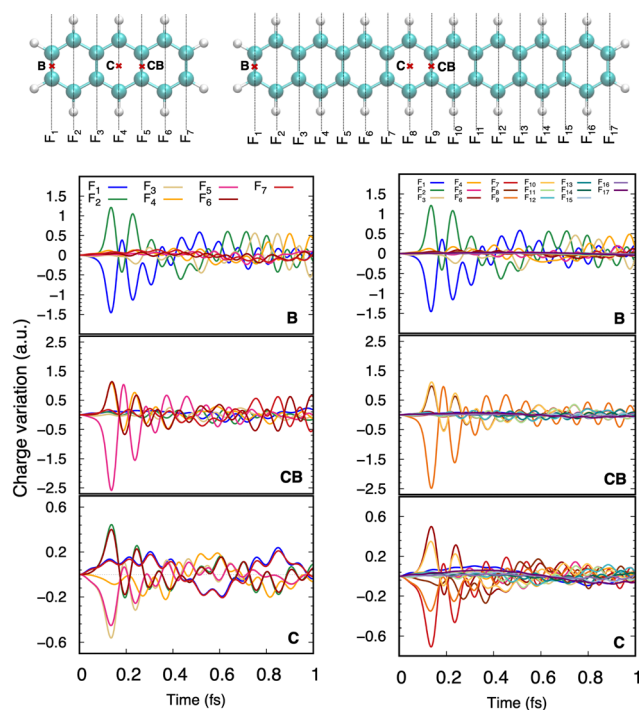 B C CB B C CB
F₁ F₂ F₃ F₄ F₅ F₆ F₇ F₁ F₂ F₃ F₄ F₅ F₆ F₇ F₈ F₉ F₁₀ F₁₁ F₁₂ F₁₃ F₁₄ F₁₅ F₁₆ F₁₇
F₁ F₃ F₅ F₇
F₂ F₄ F₆
1.5
1
0.5
0
−0.5
−1
−1.5
B
2.5
1.5
0.5
−0.5
−1.5
−2.5
CB
0.6
0.2
−0.2
−0.6
C
0 0.2 0.4 0.6 0.8 1
Time (fs)
Charge variation (a.u.)
F₁ F₄ F₇ F₁₀ F₁₃ F₁₆
F₂ F₅ F₈ F₁₁ F₁₄ F₁₇
F₃ F₆ F₉ F₁₂ F₁₅
1.5
1
0.5
0
−0.5
−1
−1.5
B
2.5
1.5
0.5
−0.5
−1.5
−2.5
CB
0.6
0.2
−0.2
−0.6
C
0 0.2 0.4 0.6 0.8 1
Time (fs)